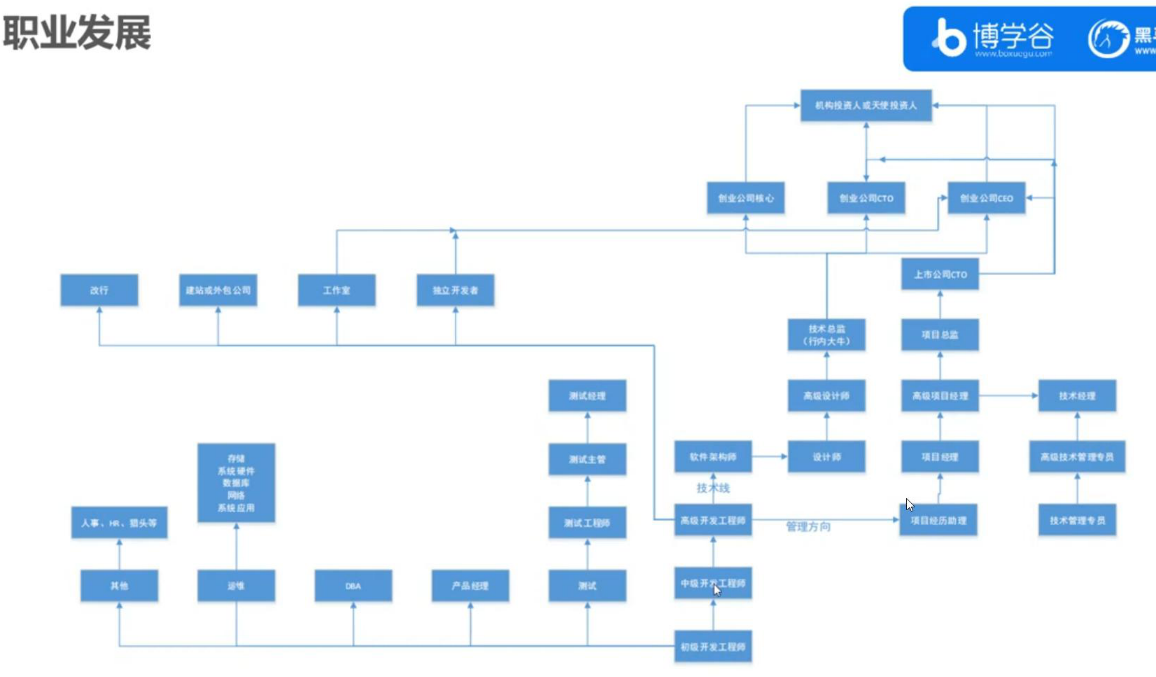 职业发展
博学谷
www.boxuegu.com
机构投资人或天使投资人
创业公司核心
创业公司CTO
创业公司CEO
改行
建站或外包公司
工作室
独立开发者
上市公司CTO
技术总监
（行内大牛）
项目总监
测试经理
高级设计师
高级项目经理
技术经理
存储
系统硬件
数据库
网络
系统应用
测试主管
软件架构师
设计师
项目经理
高级技术管理专员
技术线
人事、HR、猎头等
测试工程师
高级开发工程师
管理方向
项目经历助理
技术管理专员
其他
运维
DBA
产品经理
测试
中级开发工程师
初级开发工程师